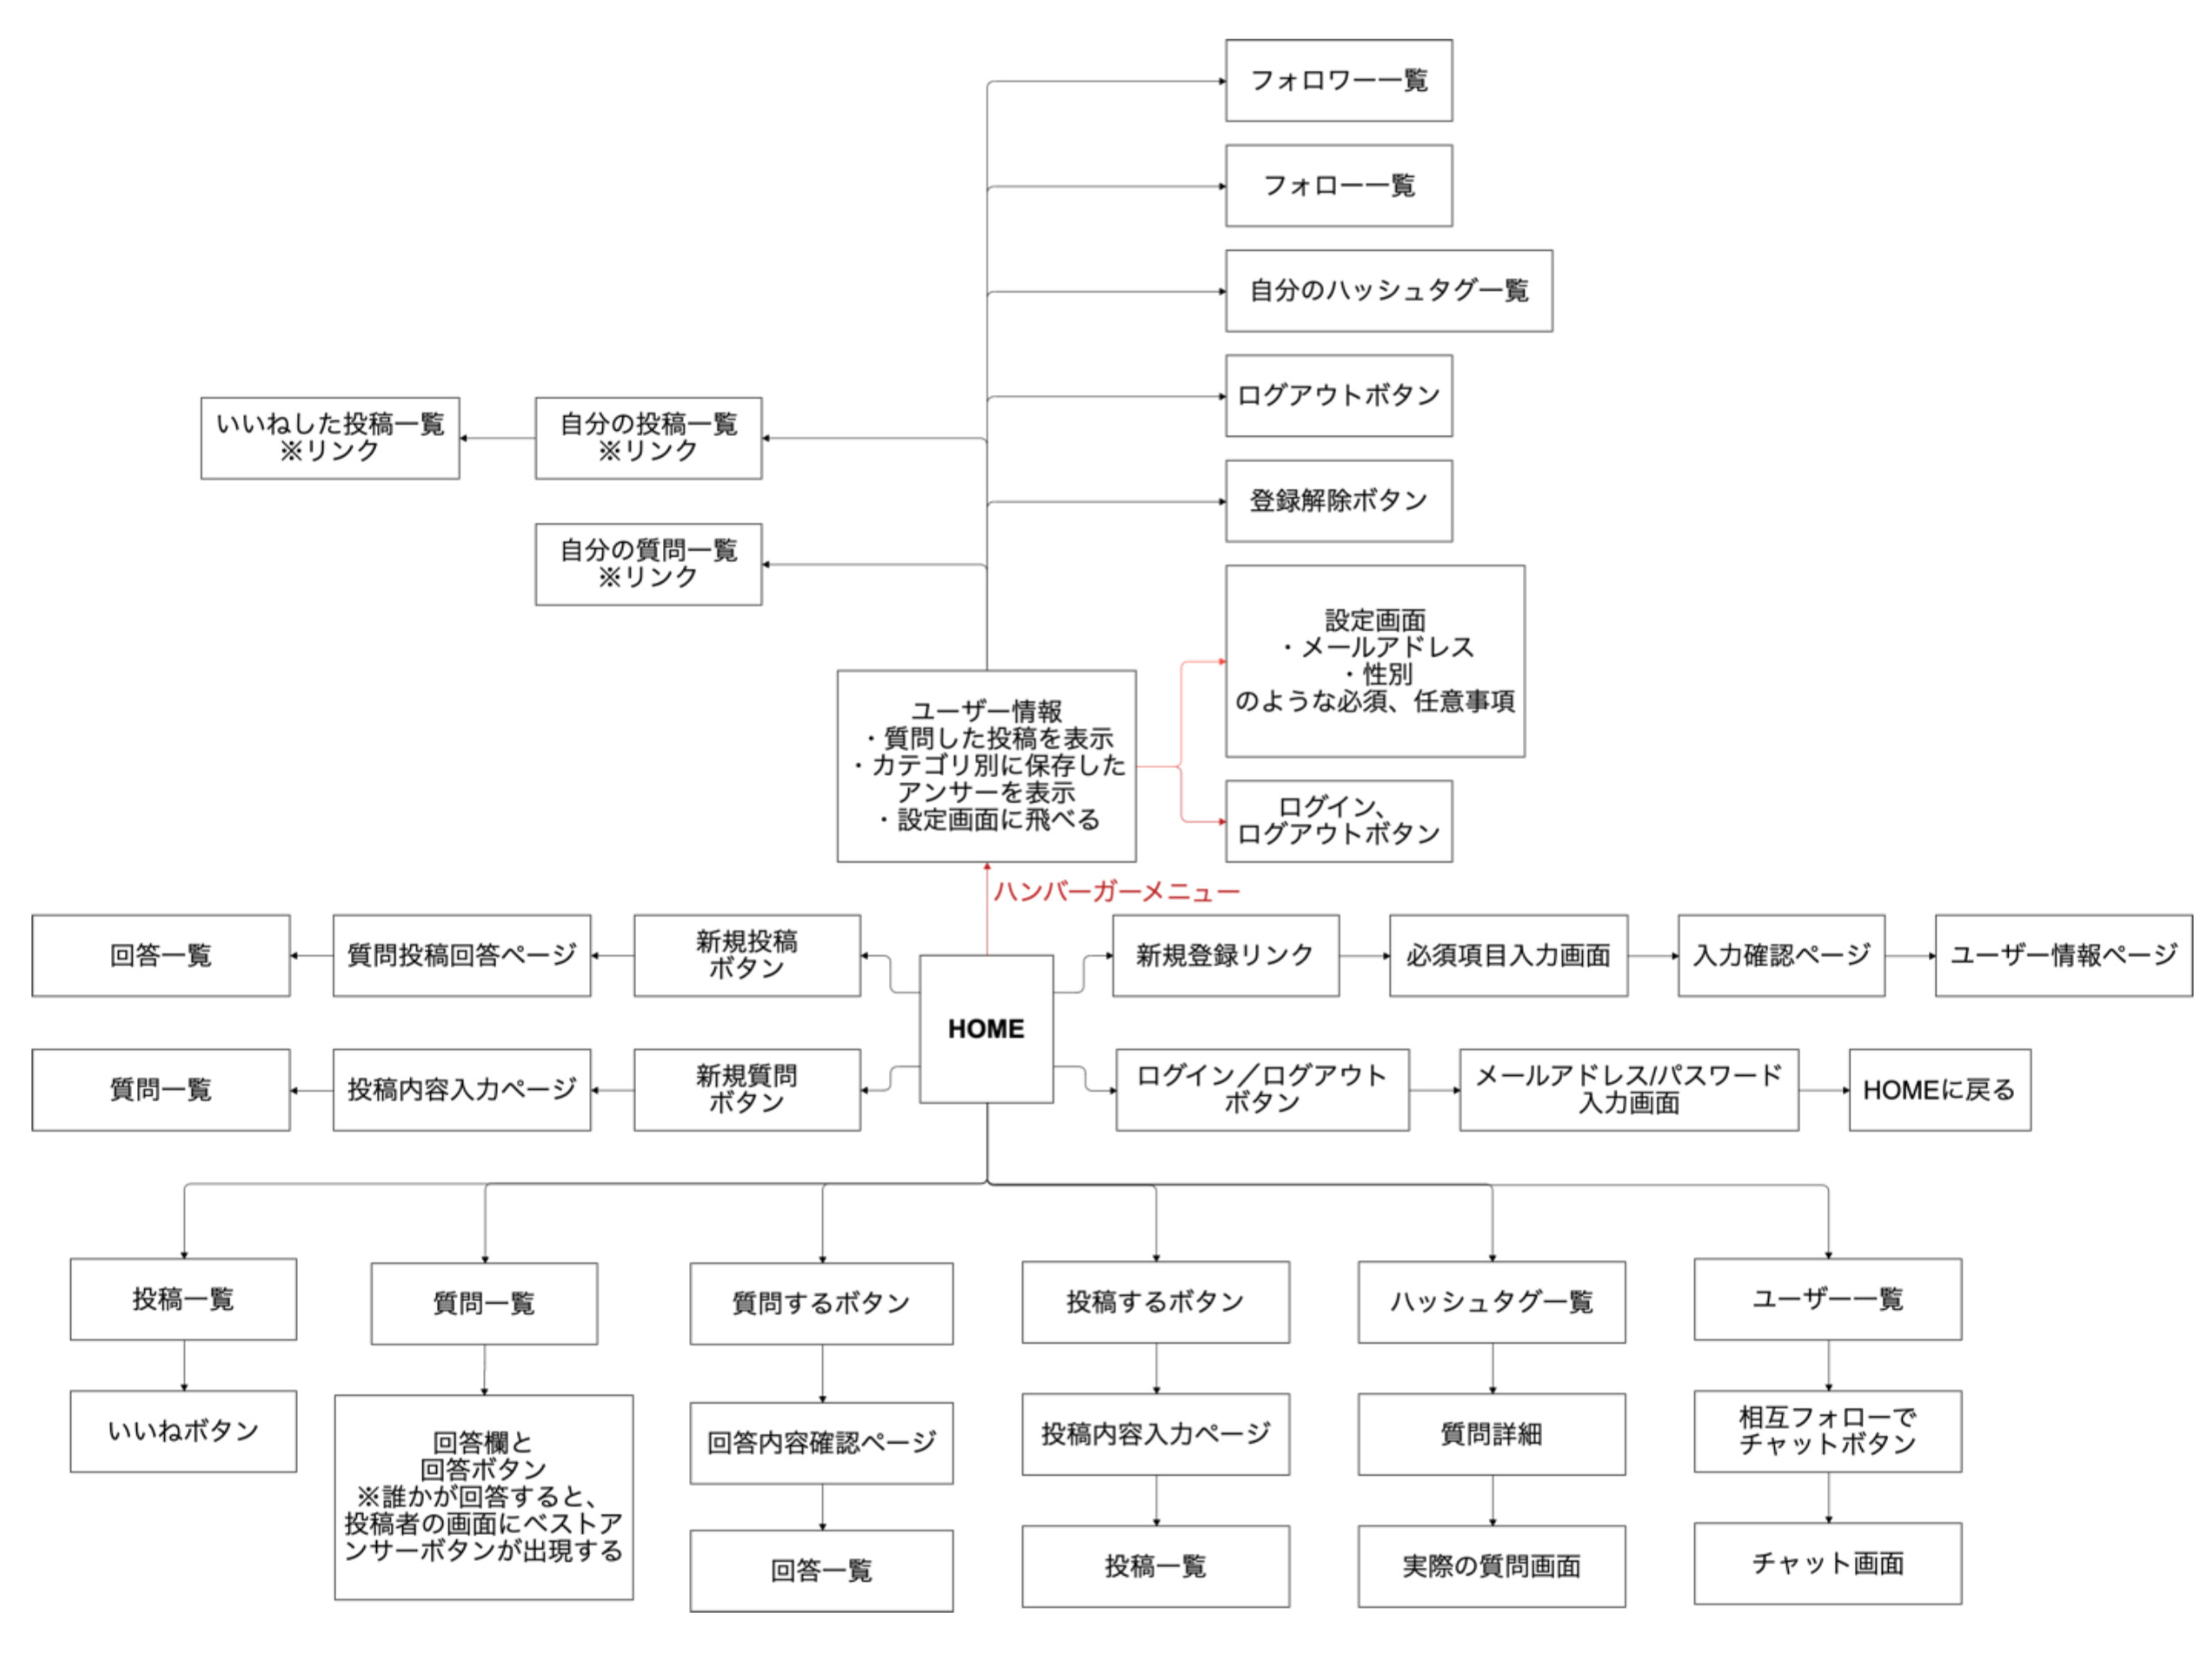 フォロワー一覧
フォロー一覧
自分のハッシュタグ一覧
ログアウトボタン
いいねした投稿一覧
※リンク
自分の投稿一覧
※リンク
登録解除ボタン
自分の質問一覧
※リンク
設定画面
・メールアドレス
・性別
のような必須、任意事項
ユーザー情報
・質問した投稿を表示
・カテゴリ別に保存した
アンサーを表示
・設定画面に飛べる
ログイン、
ログアウトボタン
ハンバーガーメニュー
回答一覧
質問投稿回答ページ
新規投稿
ボタン
新規登録リンク
必須項目入力画面
入力確認ページ
ユーザー情報ページ
HOME
質問一覧
投稿内容入力ページ
新規質問
ボタン
ログイン／ログアウト
ボタン
メールアドレス/パスワード
入力画面
HOMEに戻る
投稿一覧
質問一覧
質問するボタン
投稿するボタン
ハッシュタグ一覧
ユーザー一覧
いいねボタン
回答欄と
回答ボタン
※誰かが回答すると、
投稿者の画面にベストア
ンサーボタンが出現する
回答内容確認ページ
投稿内容入力ページ
質問詳細
相互フォローで
チャットボタン
回答一覧
投稿一覧
実際の質問画面
チャット画面